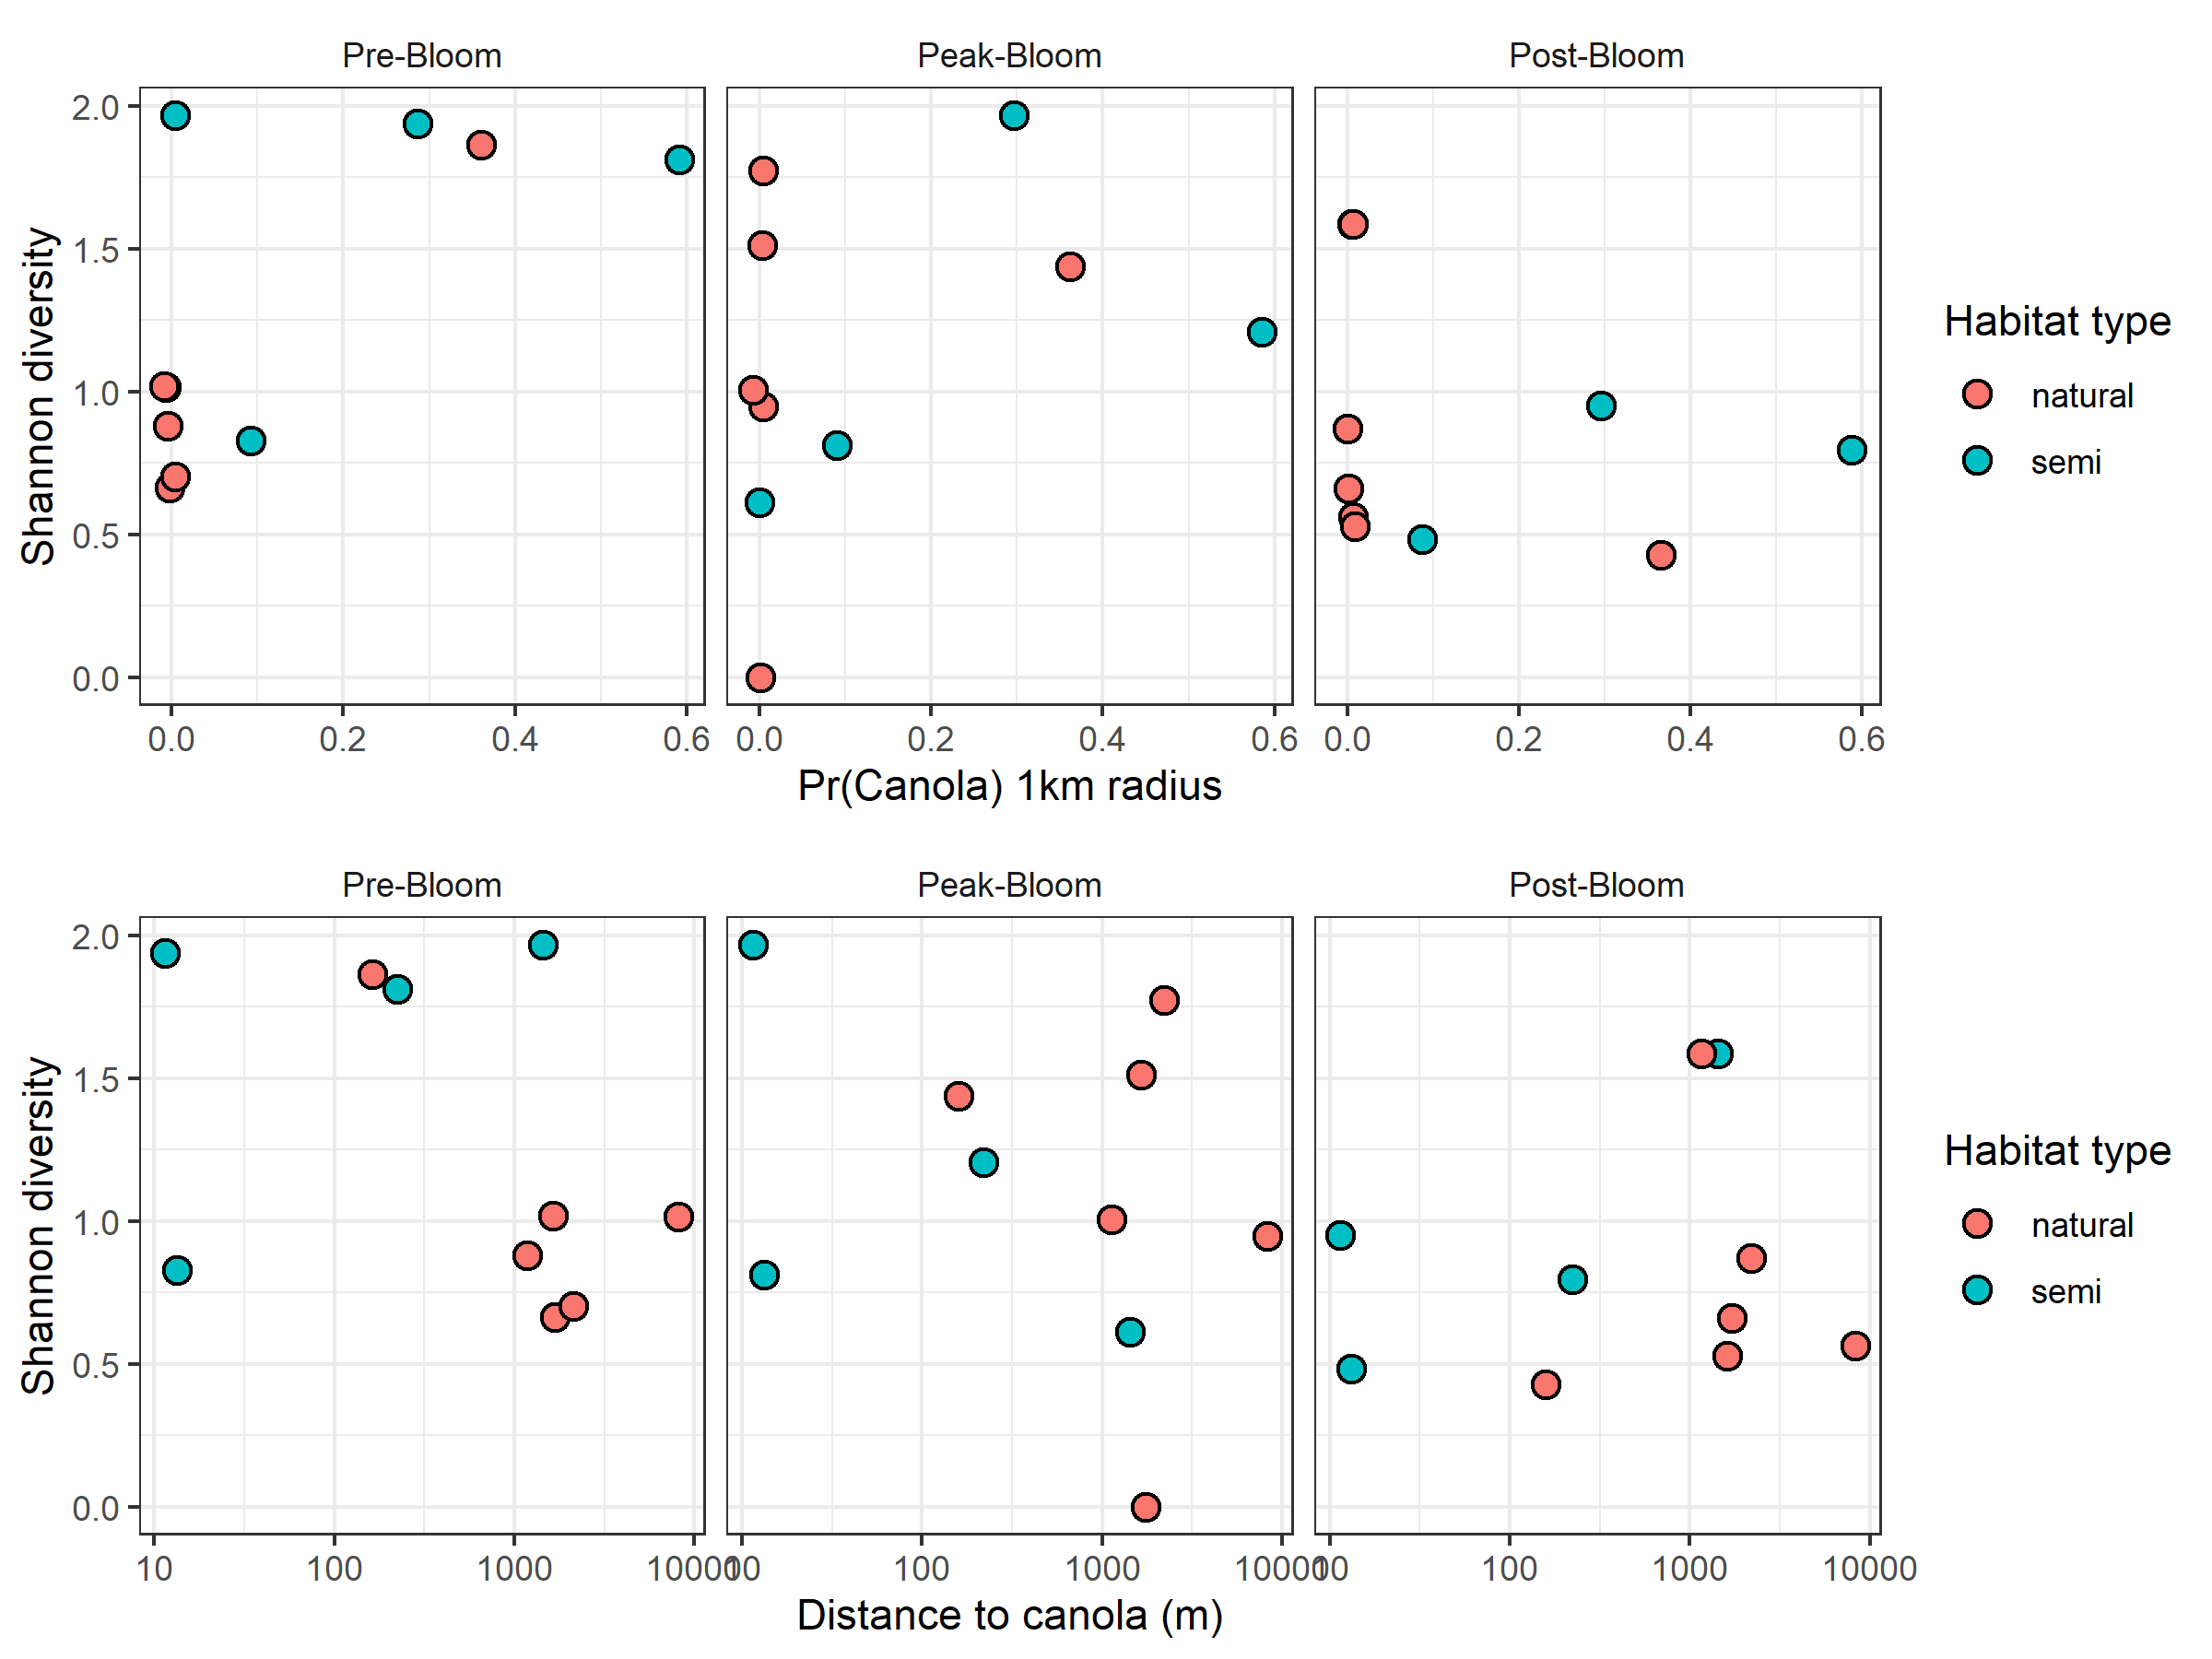 Pre-Bloom Peak-Bloom Post-Bloom
Shannon diversity
2.0
1.5
1.0
0.5
0.0
0.0 0.2 0.4 0.6 0.0 0.2 0.4 0.6 0.0 0.2 0.4 0.6
Pr(Canola) 1km radius
Habitat type
natural
semi
Pre-Bloom Peak-Bloom Post-Bloom
Shannon diversity
2.0
1.5
1.0
0.5
0.0
10 100 1000 10000 10 100 1000 10000 10 100 1000 10000
Distance to canola (m)
Habitat type
natural
semi